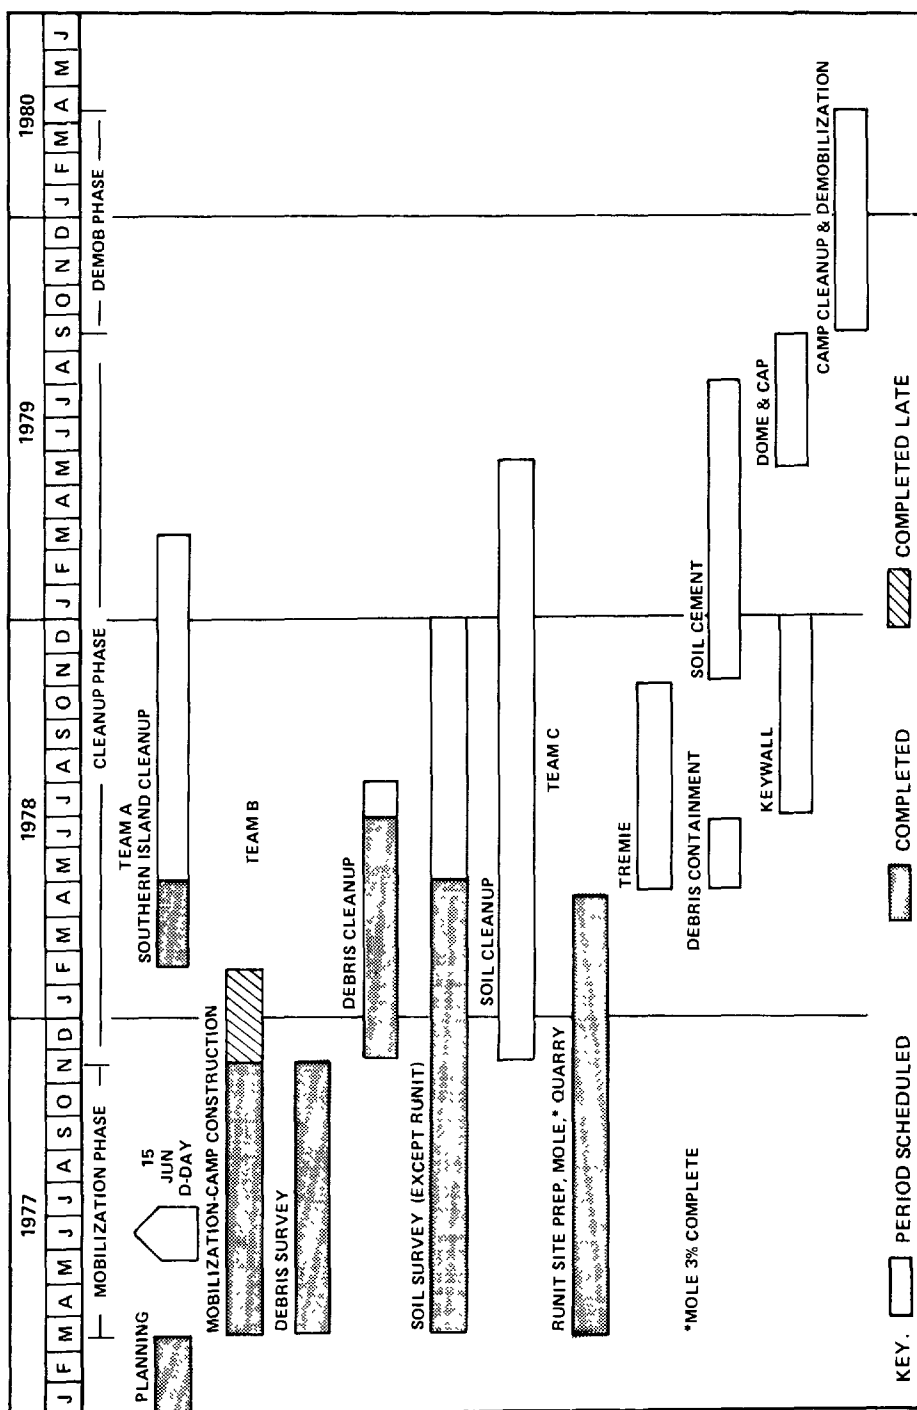 1977 1978 1979 1980
J F M A M J J A S O N D J F M A M J J A S O N D J F M A M J J A S O N D J F M A M J
MOBILIZATION PHASE CLEANUP PHASE DEMOB PHASE
PLANNING
15
JUN
D-DAY
TEAM A
SOUTHERN ISLAND CLEANUP
MOBILIZATION-CAMP CONSTRUCTION
TEAM B
DEBRIS SURVEY
DEBRIS CLEANUP
SOIL SURVEY (EXCEPT RUNIT)
SOIL CLEANUP
RUNIT SITE PREP, MOLE,* QUARRY
TEAM C
TREMIE
*MOLE 3% COMPLETE
DEBRIS CONTAINMENT
SOIL CEMENT
KEYWALL
DOME & CAP
CAMP CLEANUP & DEMOBILIZATION
KEY. PERIOD SCHEDULED COMPLETED COMPLETED LATE